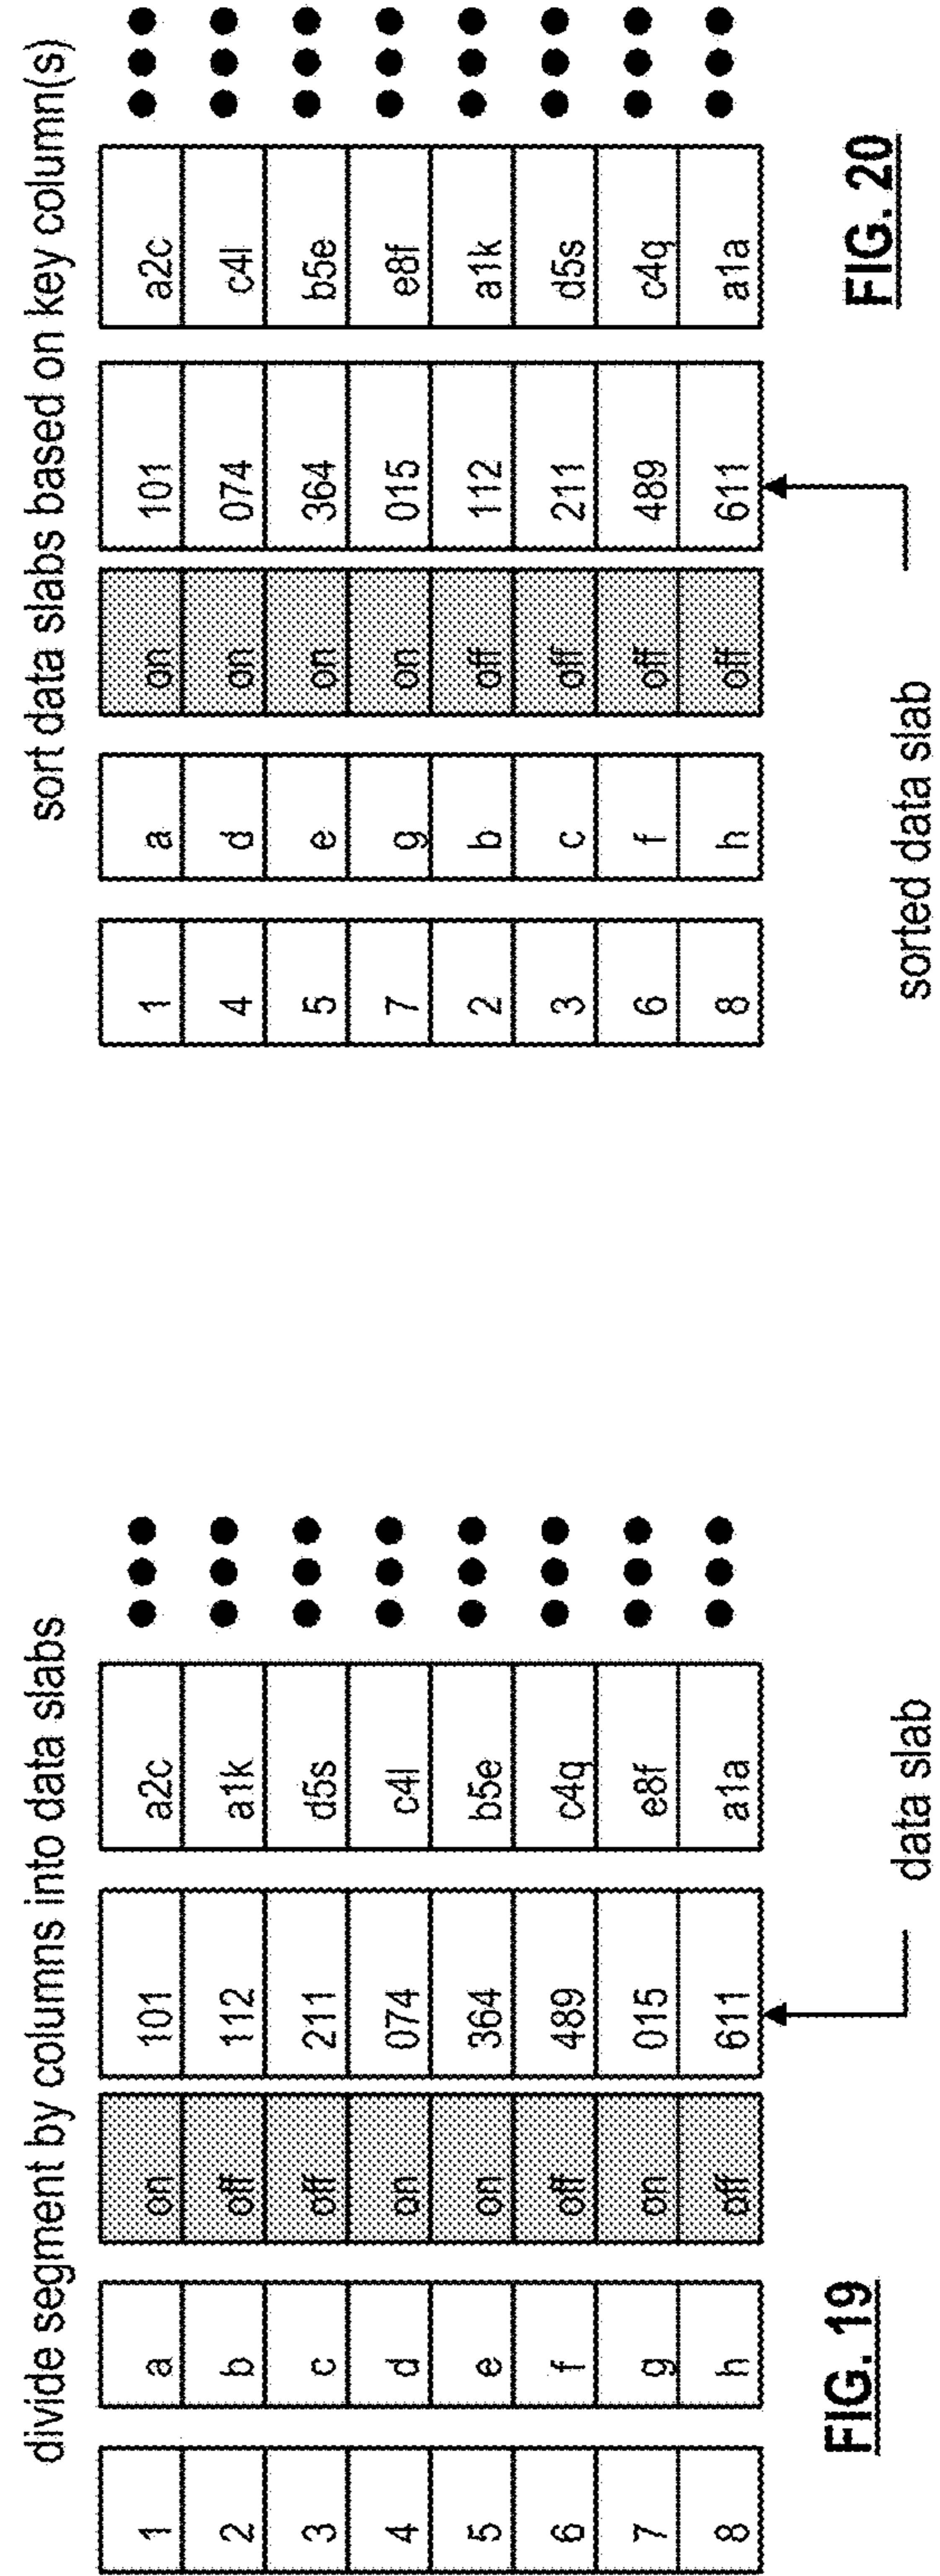 divide segment by columns into data slabs
1 a on 101 a2c
2 b off 112 a1k
3 c off 211 d5s
4 d on 074 c4l
5 e on 364 b5e
6 f off 489 c4q
7 g on 015 e8f
8 h off 611 a1a
data slab
FIG. 19
sort data slabs based on key column(s)
1 a on 101 a2c
4 d on 074 c4l
5 e on 364 b5e
7 g on 015 e8f
2 b off 112 a1k
3 c off 211 d5s
6 f off 489 c4q
8 h off 611 a1a
sorted data slab
FIG. 20